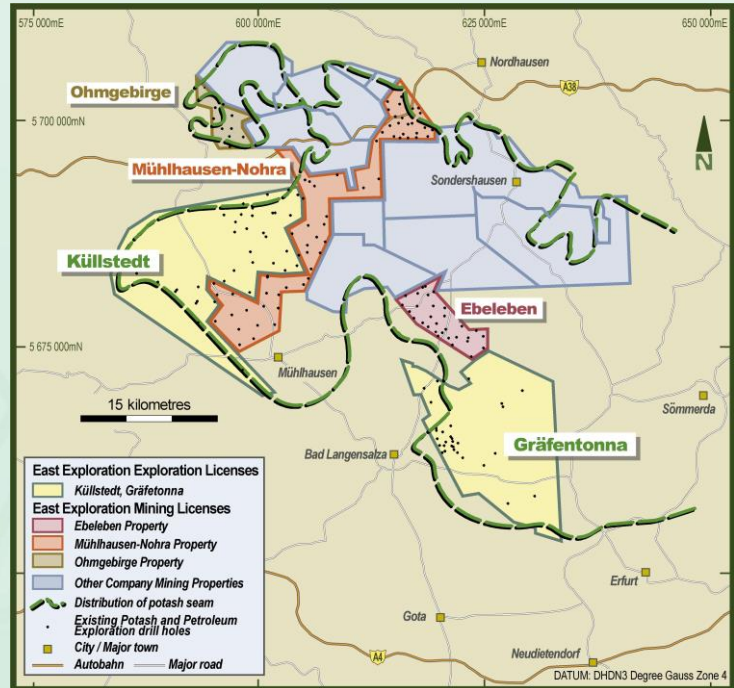 575 000mE
600 000mE
625 000mE
650 000mE
Nordhausen
A38
Ohmgebirge
5 700 000mN
N
Mühlhausen-Nohra
Sondershausen
Küllstedt
Ebeleben
5 675 000mN
Mühlhausen
15 kilometres
Sömmerda
Gräfentonna
Bad Langensalza
East Exploration Exploration Licenses
Küllstedt, Gräfetonna
East Exploration Mining Licenses
Ebeleben Property
Mühlhausen-Nohra Property
Ohmgebirge Property
Other Company Mining Properties
Distribution of potash seam
Existing Potash and Petroleum
Exploration drill holes
City / Major town
Autobahn
Major road
Erfurt
Gota
A4
Neudietendorf
DATUM: DHDN3 Degree Gauss Zone 4